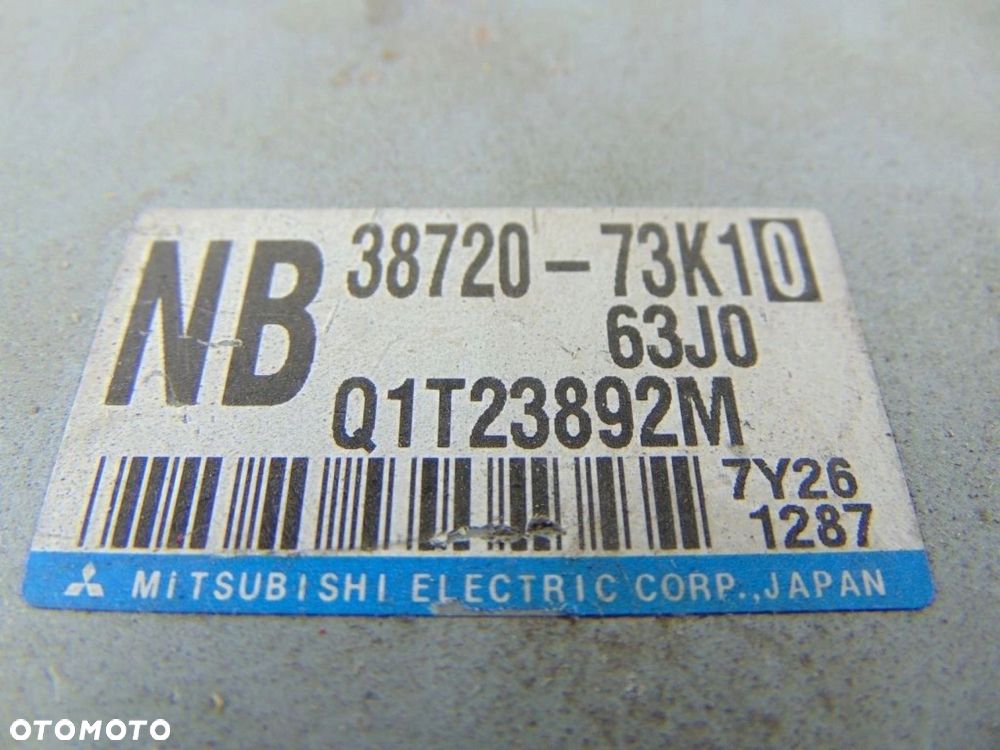 NB
38720-73K10
63J0
Q1T23892M
7Y26
1287
MITSUBISHI ELECTRIC CORP., JAPAN
OTOMOTO